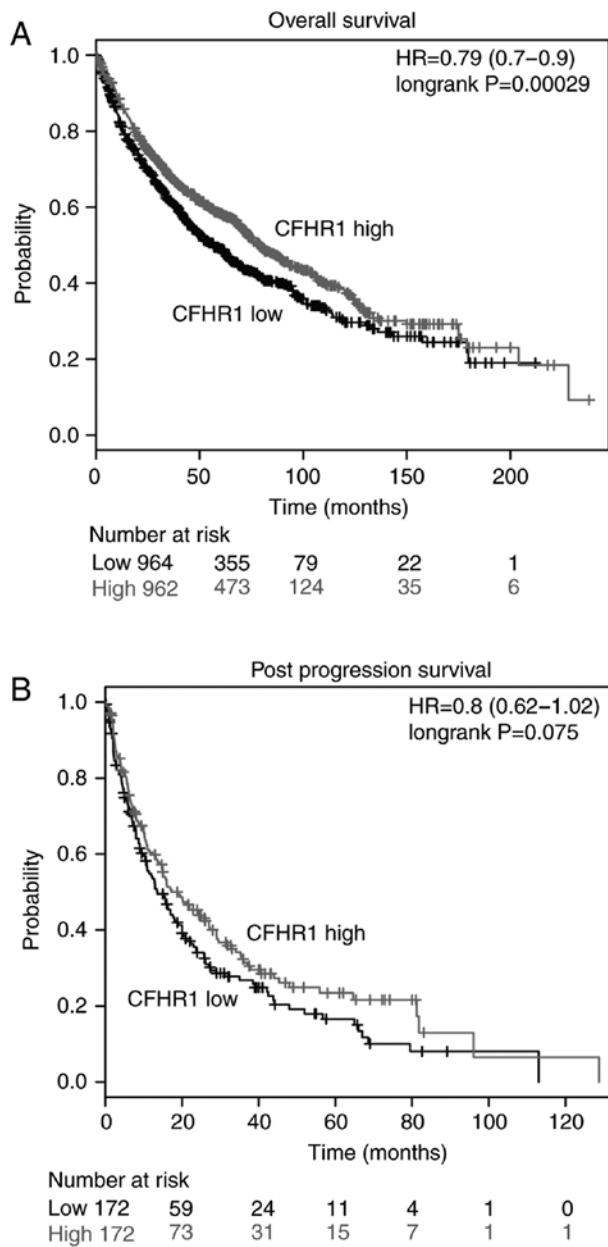 A
Overall survival
HR=0.79 (0.7–0.9)
longrank P=0.00029
CFHR1 high
CFHR1 low
Probability
1.0
0.8
0.6
0.4
0.2
0.0
0 50 100 150 200
Time (months)
Number at risk
Low 964 355 79 22 1
High 962 473 124 35 6
B
Post progression survival
HR=0.8 (0.62–1.02)
longrank P=0.075
CFHR1 high
CFHR1 low
Probability
1.0
0.8
0.6
0.4
0.2
0.0
0 20 40 60 80 100 120
Time (months)
Number at risk
Low 172 59 24 11 4 1 0
High 172 73 31 15 7 1 1